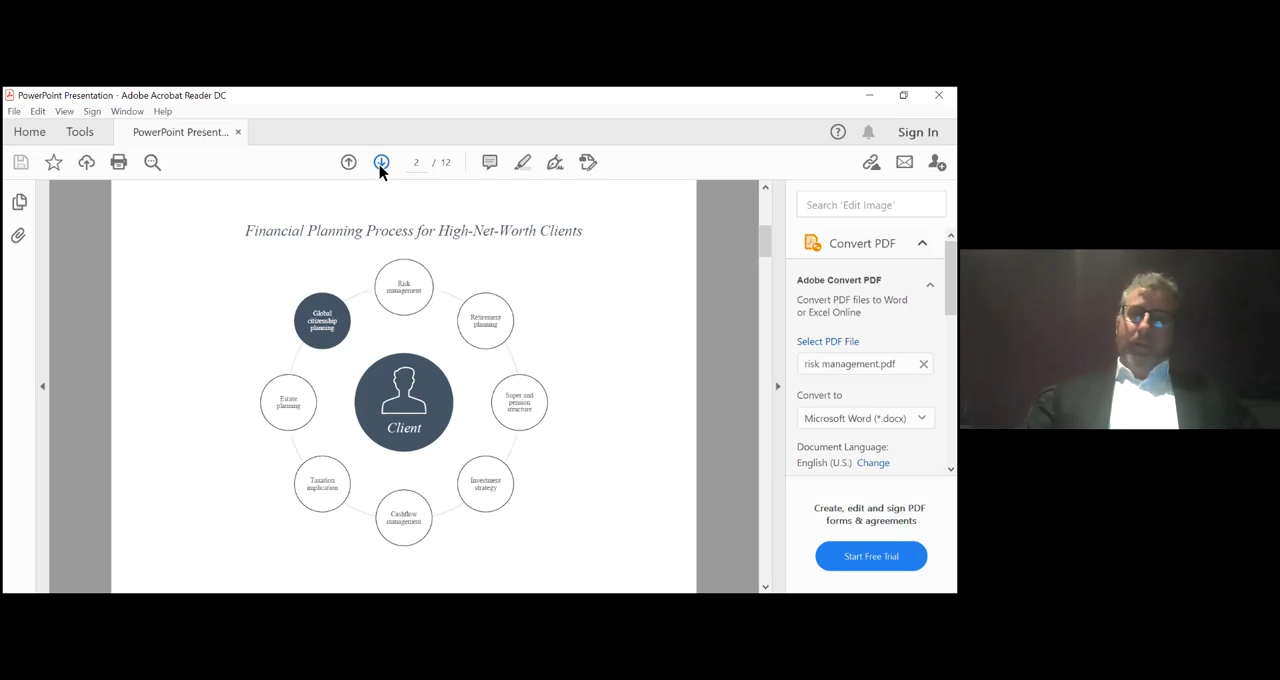 PowerPoint Presentation - Adobe Acrobat Reader DC
File Edit View Sign Window Help
Home Tools PowerPoint Present... × Sign In
2 / 12
Financial Planning Process for High-Net-Worth Clients
Risk
management
Global
citizenship
planning
Retirement
planning
Estate
planning
Client
Super and
pension
structure
Taxation
implication
Investment
strategy
Cashflow
management
Search 'Edit Image'
Convert PDF
Adobe Convert PDF
Convert PDF files to Word
or Excel Online
Select PDF File
risk management.pdf
Convert to
Microsoft Word (*.docx)
Document Language:
English (U.S.) Change
Create, edit and sign PDF
forms & agreements
Start Free Trial